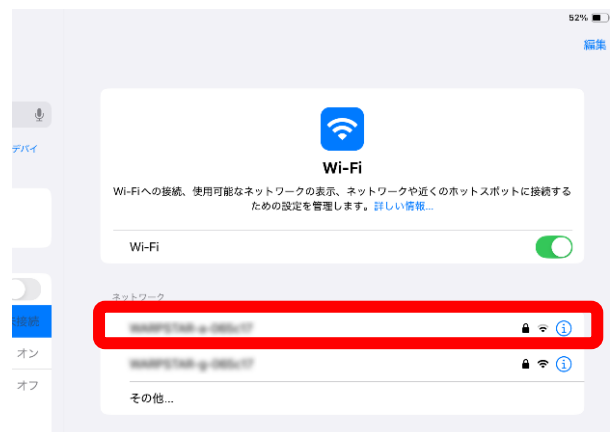 52%
編集
デバイ
Wi-Fi
Wi-Fiへの接続、使用可能なネットワークの表示、ネットワークや近くのホットスポットに接続する
ための設定を管理します。詳しい情報...
Wi-Fi
ネットワーク
接続
オン
オフ
その他...